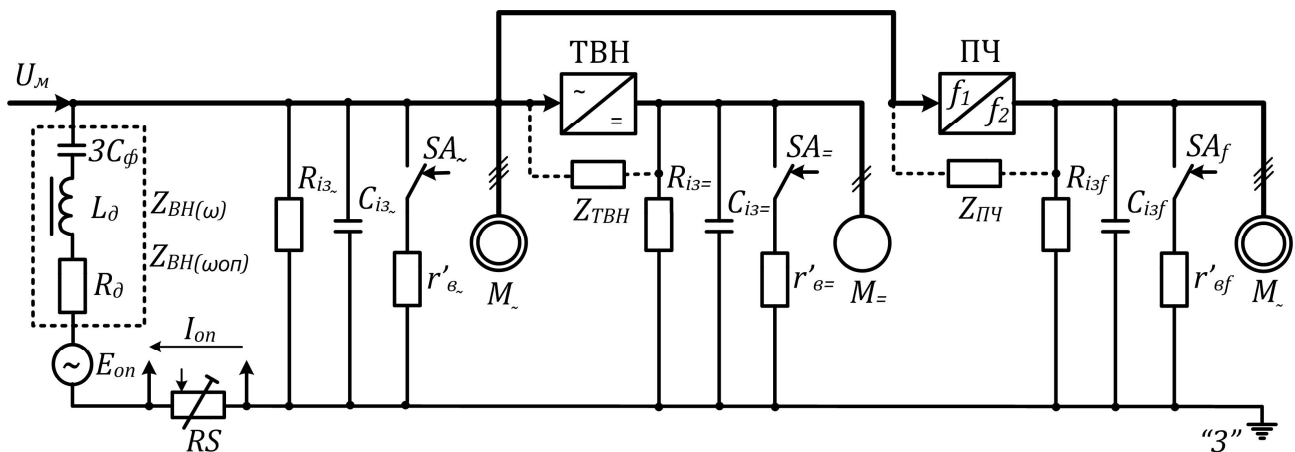 ТВН
ПЧ
Uм
~
=
f1
f2
3Cф
Lд
Rд
ZВН(ω)
ZВН(ωоп)
Rіз~
Cіз~
SA~
r'в~
M~
ZТВН
Rіз=
Cіз=
SA=
r'в=
M=
ZПЧ
Rізf
Cізf
SAf
r'вf
M~
Iоп
~
Eоп
RS
“З”